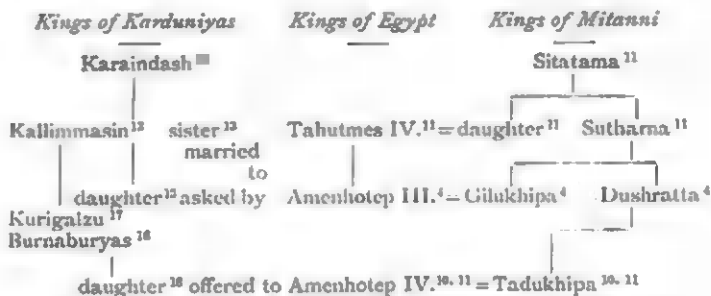 Kings of Karduniyas Kings of Egypt Kings of Mitanni
Karaindash Sitatama 11
Kallimmasin 12 sister 13 Tahutmes IV. 11 = daughter 11 Sutharna 11
married
to
daughter 12 asked by Amenhotep III. 4 = Gilukhipa 4 Dushratta 4
Kurigalzu 17
Burnaburyas 16
daughter 18 offered to Amenhotep IV. 10, 11 = Tadukhipa 10, 11